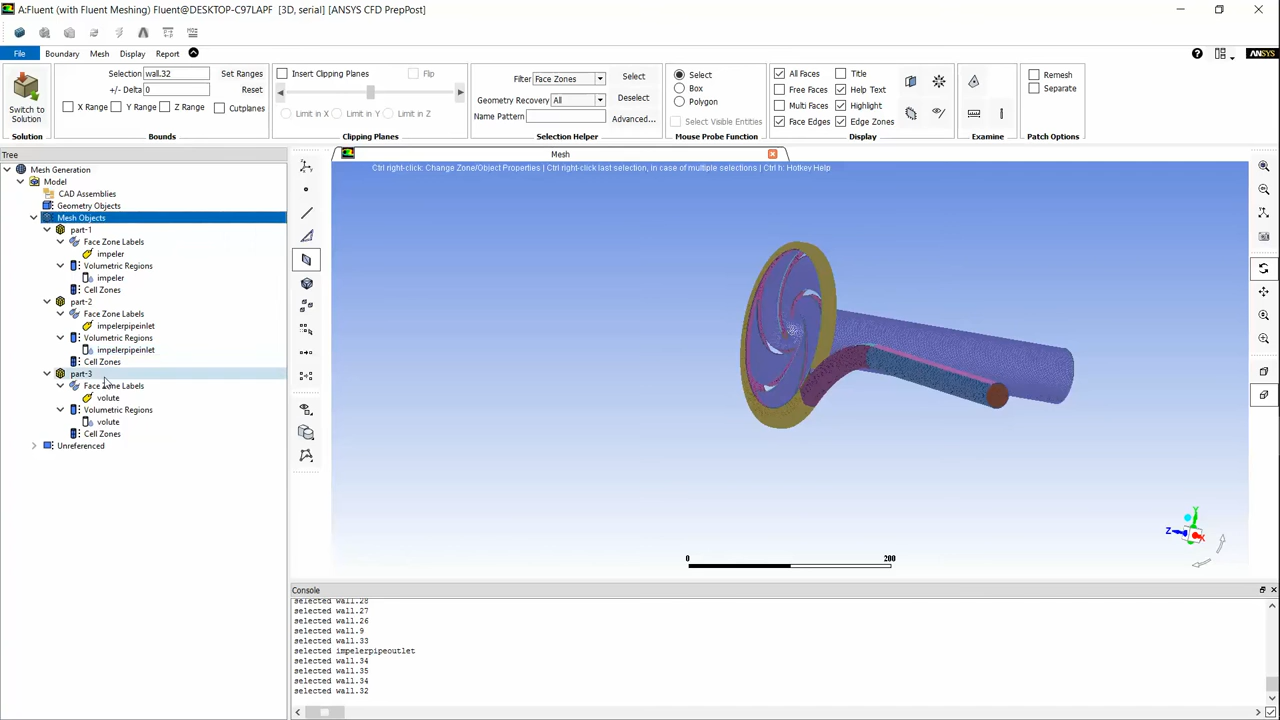 A:Fluent (with Fluent Meshing) Fluent@DESKTOP-C97LAPF [3D, serial] [ANSYS CFD PrepPost]
File Boundary Mesh Display Report
ANSYS
Switch to
Solution
Solution
Selection wall.32 Set Ranges
+/- Delta 0 Reset
X Range Y Range Z Range Cutplanes
Bounds
Insert Clipping Planes Flip
Limit in X Limit in Y Limit in Z
Clipping Planes
Filter Face Zones Select
Geometry Recovery All Deselect
Name Pattern Advanced...
Selection Helper
Select
Box
Polygon
Select Visible Entities
Mouse Probe Function
All Faces Title
Free Faces Help Text
Multi Faces Highlight
Face Edges Edge Zones
Display
Examine
Remesh
Separate
Patch Options
Tree
Mesh Generation
Model
CAD Assemblies
Geometry Objects
Mesh Objects
part-1
Face Zone Labels
impeler
Volumetric Regions
impeler
Cell Zones
part-2
Face Zone Labels
impelerpipeinlet
Volumetric Regions
impelerpipeinlet
Cell Zones
part-3
Face Zone Labels
volute
Volumetric Regions
volute
Cell Zones
Unreferenced
Mesh
Ctrl right-click: Change Zone/Object Properties | Ctrl right-click last selection, in case of multiple selections | Ctrl h: Hotkey Help
0 200
Y
Z X
Console
selected wall.28
selected wall.27
selected wall.26
selected wall.9
selected wall.33
selected impelerpipeoutlet
selected wall.34
selected wall.35
selected wall.34
selected wall.32